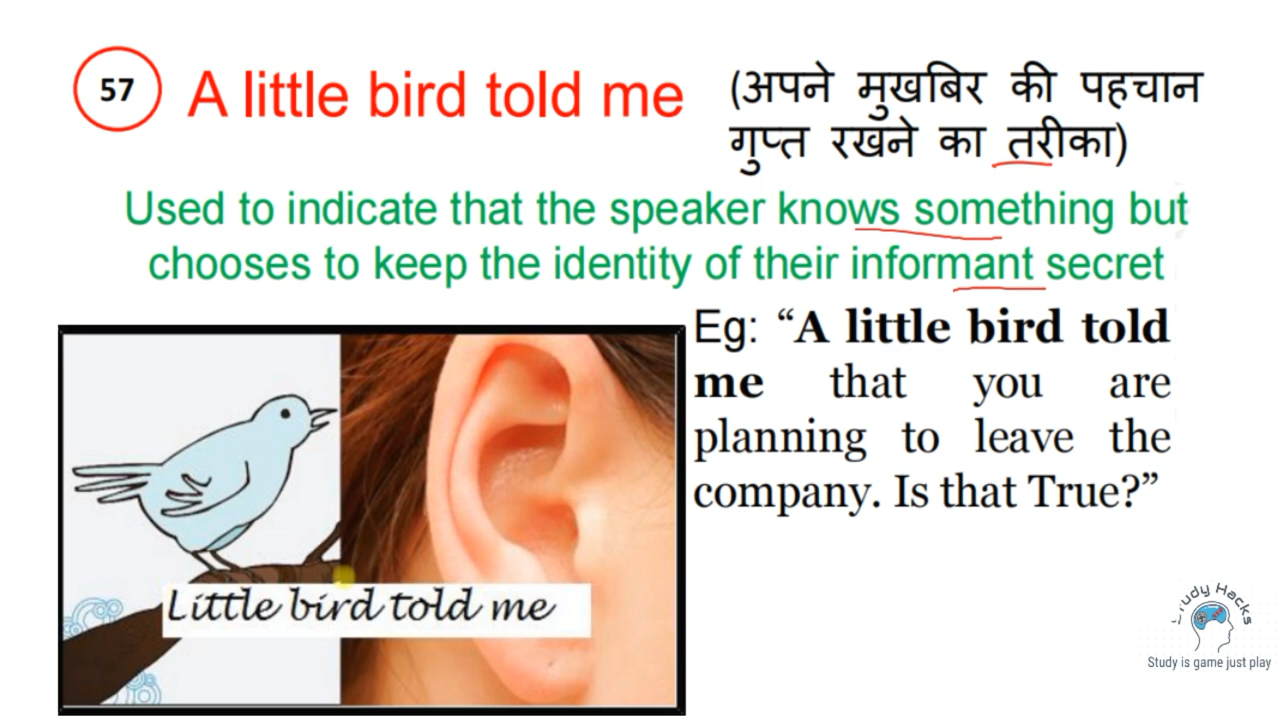 57
A little bird told me
(अपने मुखबिर की पहचान
गुप्त रखने का तरीका)
Used to indicate that the speaker knows something but
chooses to keep the identity of their informant secret
Eg: “A little bird told
me that you are
planning to leave the
company. Is that True?”
Little bird told me
Study Hacks
Study is game just play